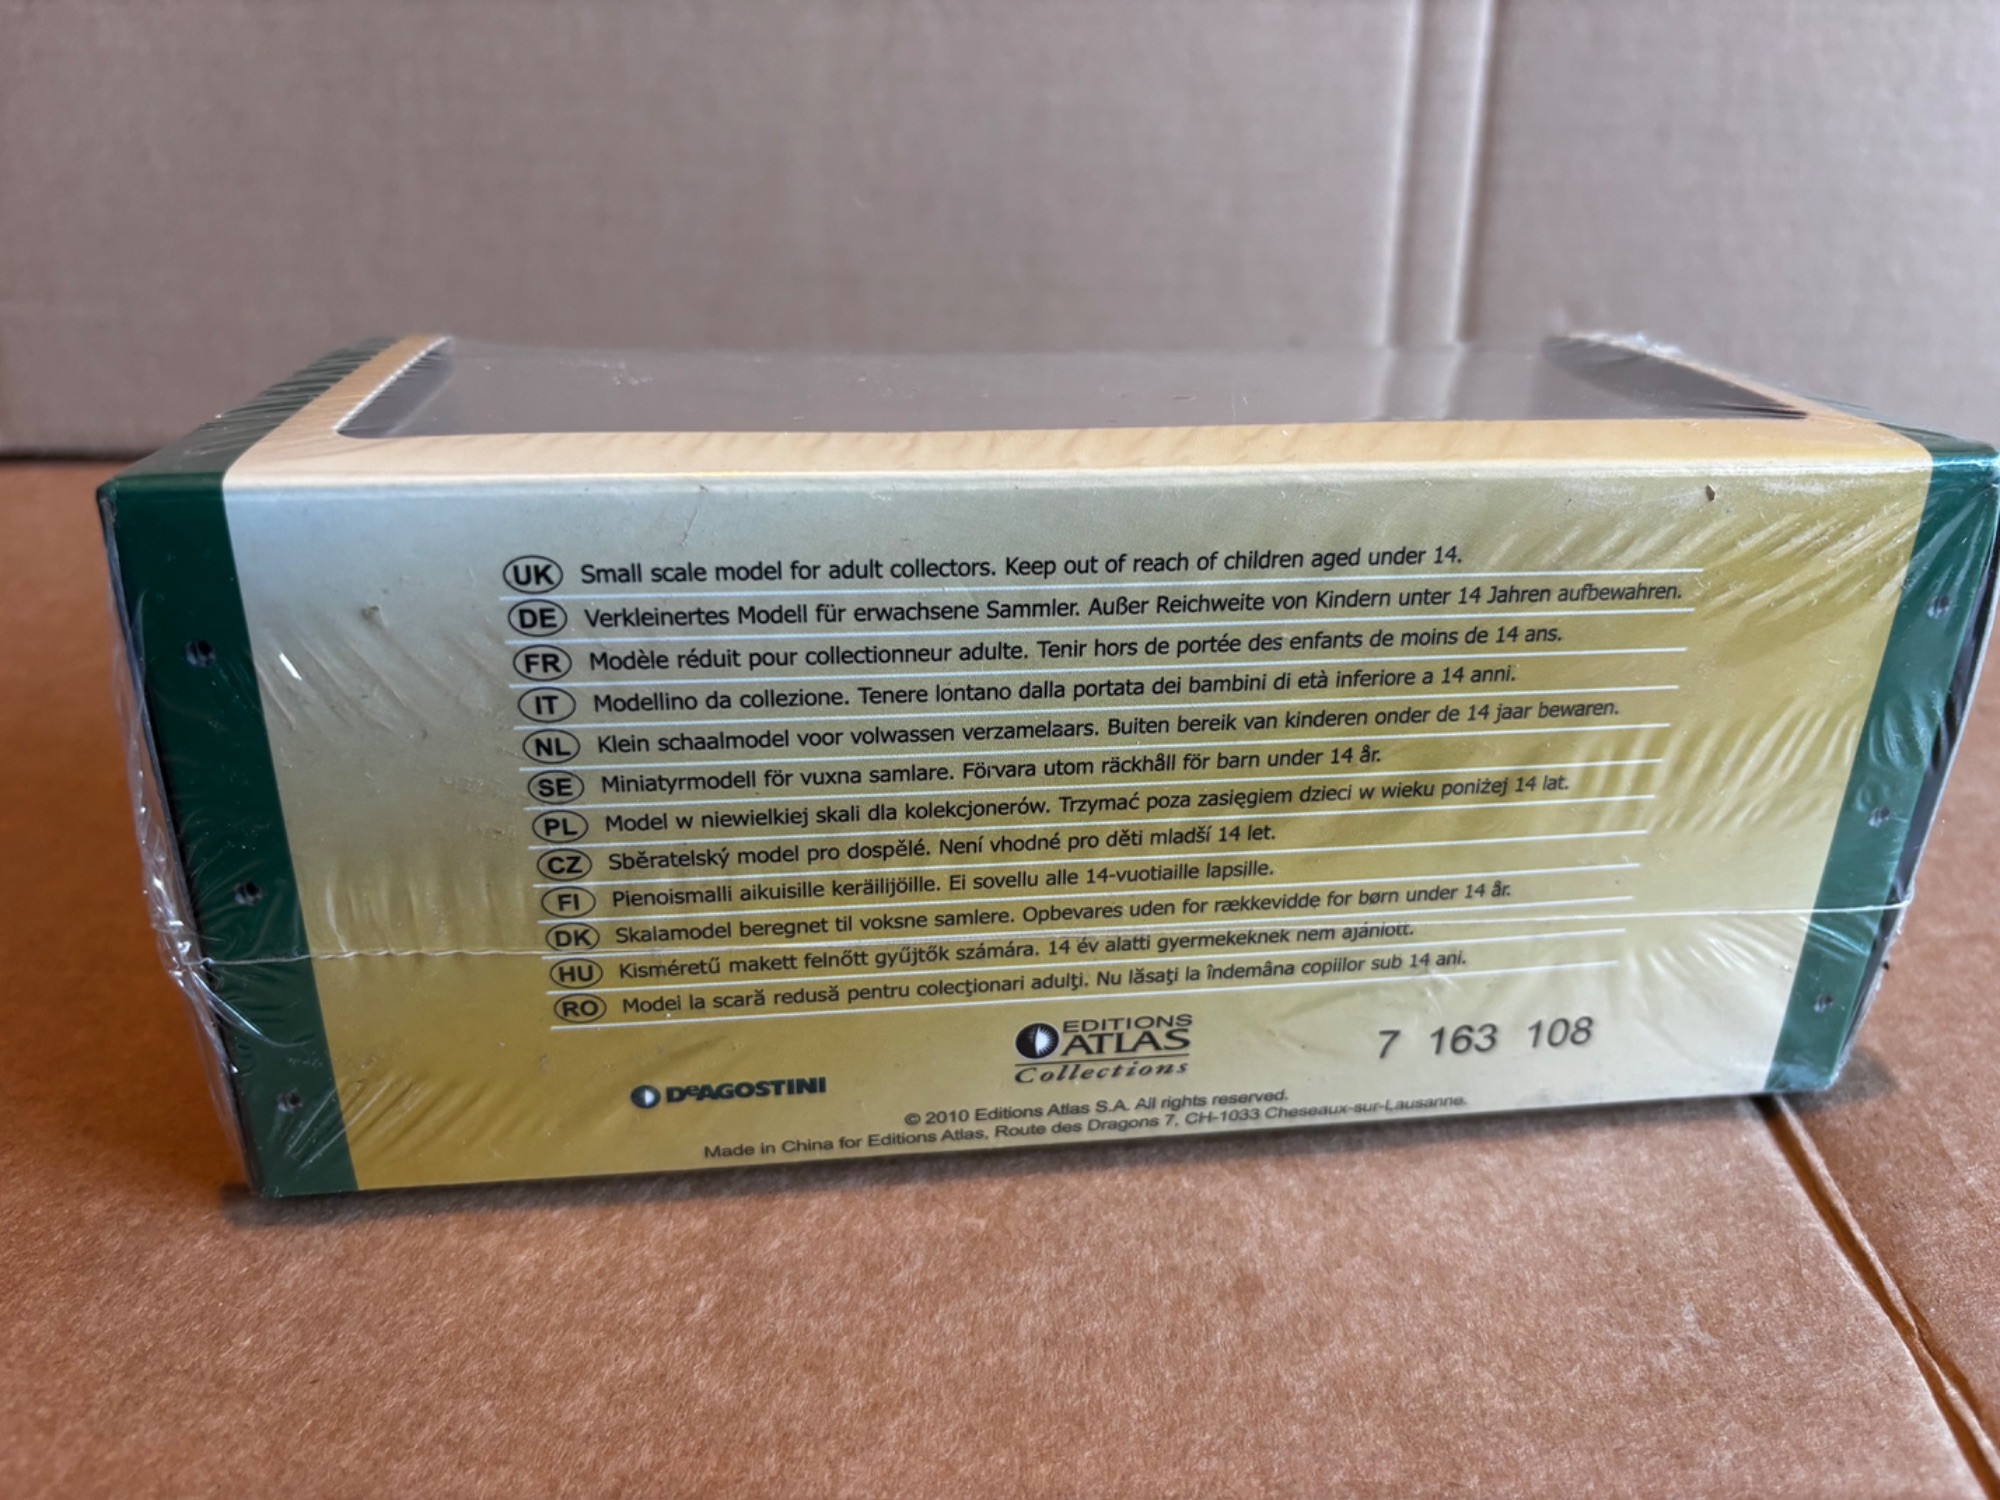 UK Small scale model for adult collectors. Keep out of reach of children aged under 14.
DE Verkleinertes Modell für erwachsene Sammler. Außer Reichweite von Kindern unter 14 Jahren aufbewahren.
FR Modèle réduit pour collectionneur adulte. Tenir hors de portée des enfants de moins de 14 ans.
IT Modellino da collezione. Tenere lontano dalla portata dei bambini di età inferiore a 14 anni.
NL Klein schaalmodel voor volwassen verzamelaars. Buiten bereik van kinderen onder de 14 jaar bewaren.
SE Miniatyrmodell för vuxna samlare. Förvara utom räckhåll för barn under 14 år.
PL Model w niewielkiej skali dla kolekcjonerów. Trzymać poza zasięgiem dzieci w wieku poniżej 14 lat.
CZ Sběratelský model pro dospělé. Není vhodné pro děti mladší 14 let.
FI Pienoismalli aikuisille keräilijöille. Ei sovellu alle 14-vuotiaille lapsille.
DK Skalamodel beregnet til voksne samlere. Opbevares uden for rækkevidde for børn under 14 år.
HU Kisméretű makett felnőtt gyűjtők számára. 14 év alatti gyermekeknek nem ajánlott.
RO Model la scară redusă pentru colecţionari adulţi. Nu lăsaţi la îndemâna copiilor sub 14 ani.
EDITIONS
ATLAS
Collections
7 163 108
DeAGOSTINI
© 2010 Editions Atlas S.A. All rights reserved.
Made in China for Editions Atlas, Route des Dragons 7, CH-1033 Cheseaux-sur-Lausanne.